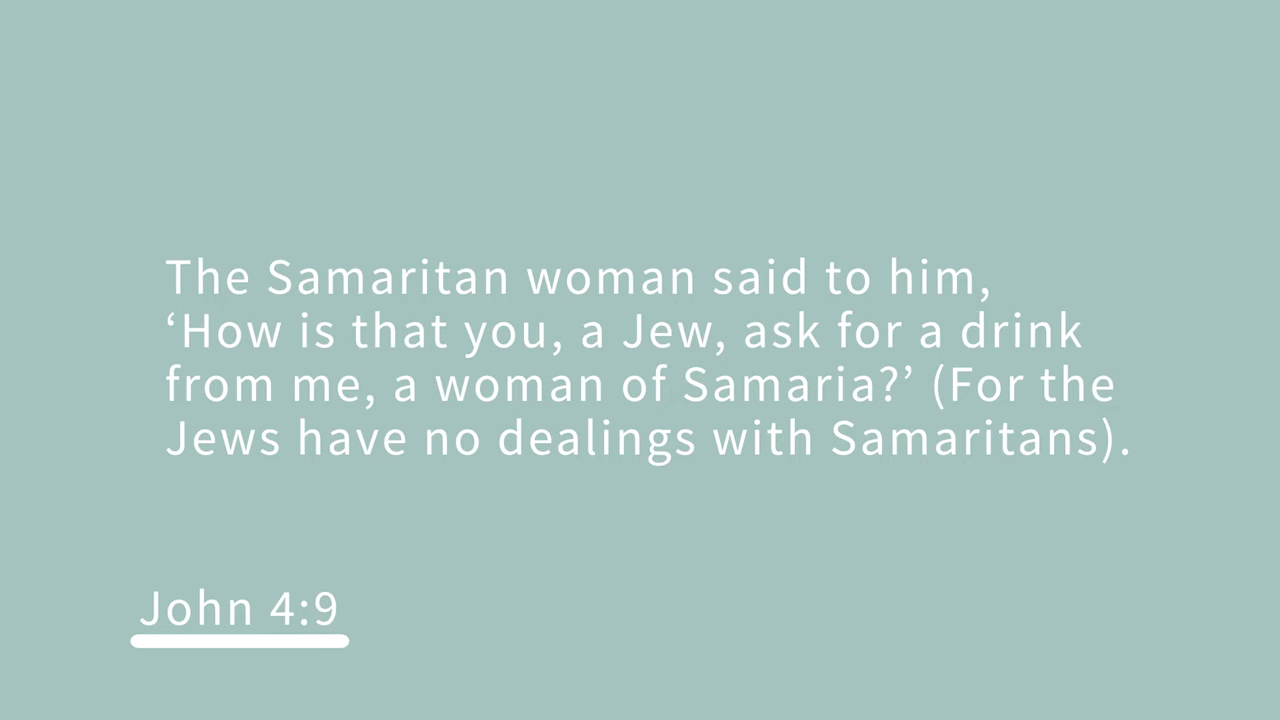 The Samaritan woman said to him,
‘How is that you, a Jew, ask for a drink
from me, a woman of Samaria?’ (For the
Jews have no dealings with Samaritans).
John 4:9